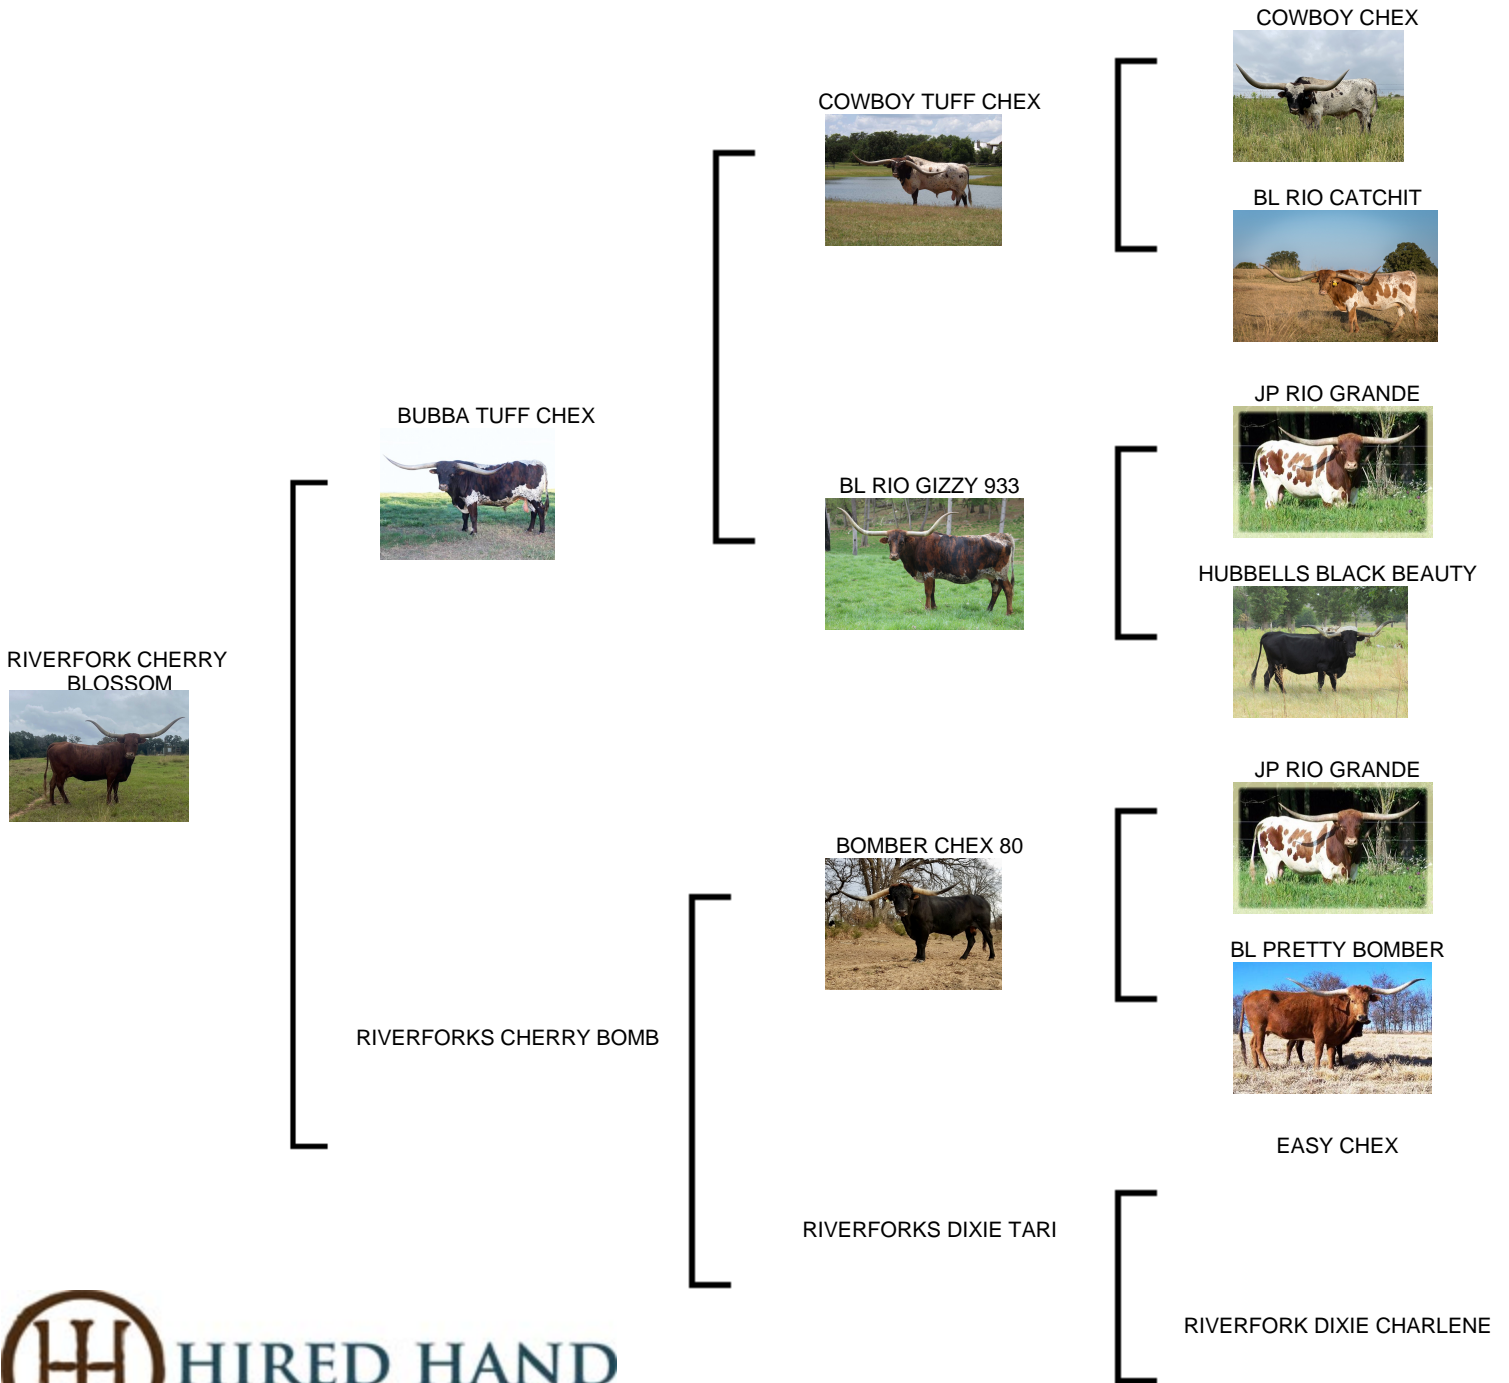 COWBOY CHEX
COWBOY TUFF CHEX
BL RIO CATCHIT
JP RIO GRANDE
BUBBA TUFF CHEX
BL RIO GIZZY 933
HUBBELLS BLACK BEAUTY
RIVERFORK CHERRY
BLOSSOM
JP RIO GRANDE
BOMBER CHEX 80
BL PRETTY BOMBER
RIVERFORKS CHERRY BOMB
EASY CHEX
RIVERFORKS DIXIE TARI
RIVERFORK DIXIE CHARLENE
HIRED HAND